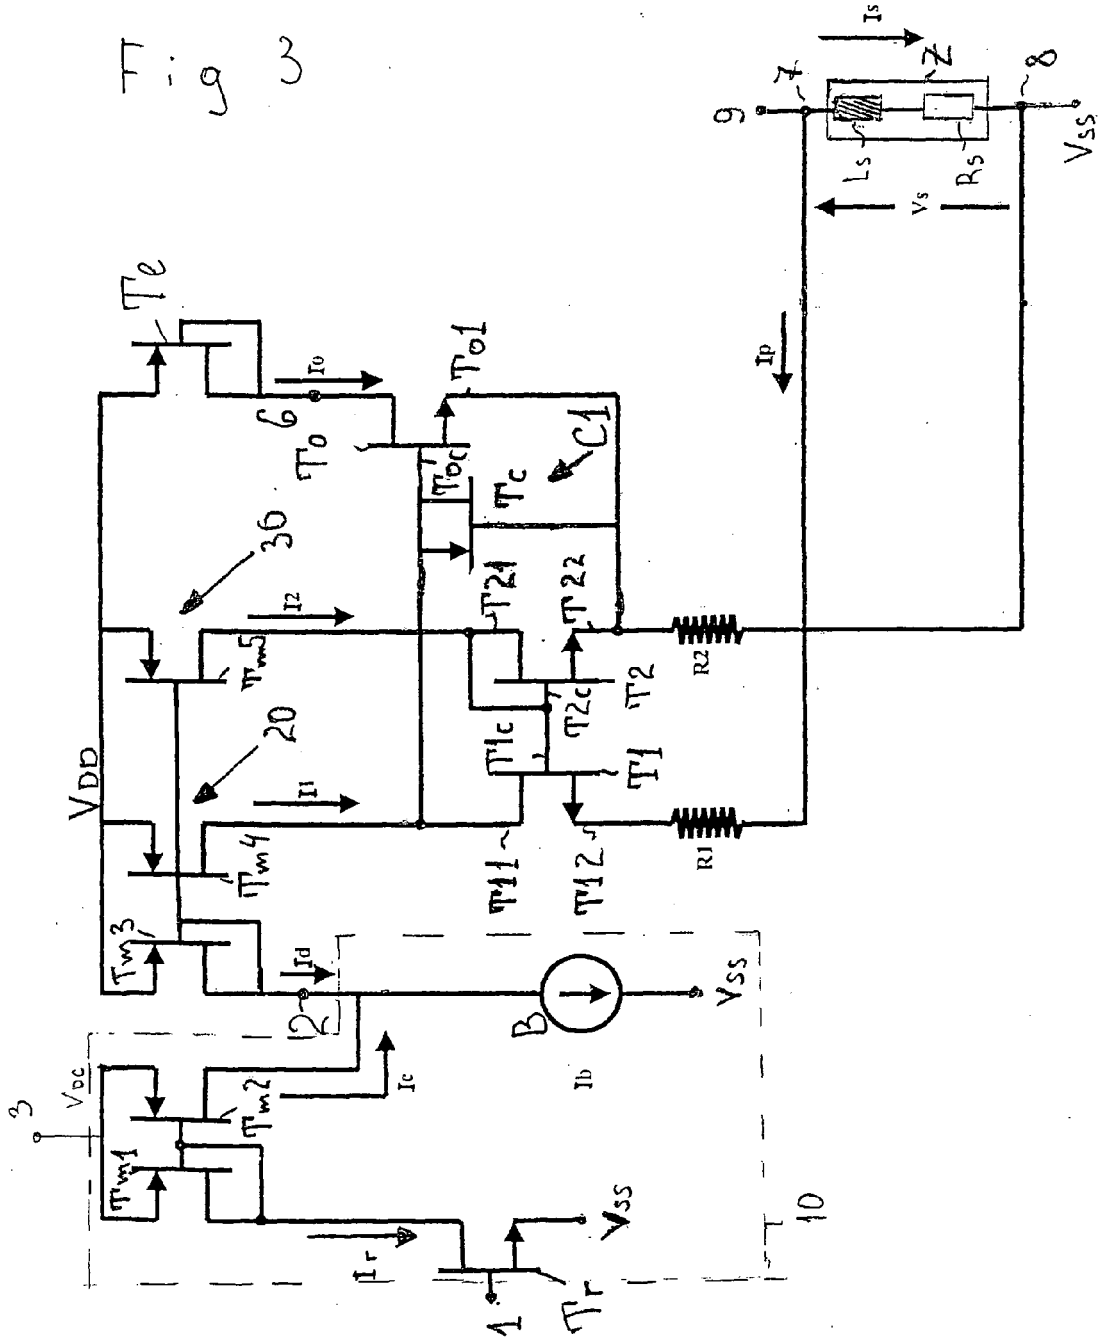 Fig 3
Is
7
Z
8
9
Ls
Rs
Vss
Vs
Te
Ip
Io
6
To
To1
Toc
C1
Tc
30
I2
T21
T22
Tm5
R2
T2
T2c
20
T1c
VDD
I1
T1
Tm4
T11
T12
R1
Tm3
Id
2
B
Vss
Ib
VDC
3
Tm2
Ic
Tm1
10
Ir
Vss
1
Tr